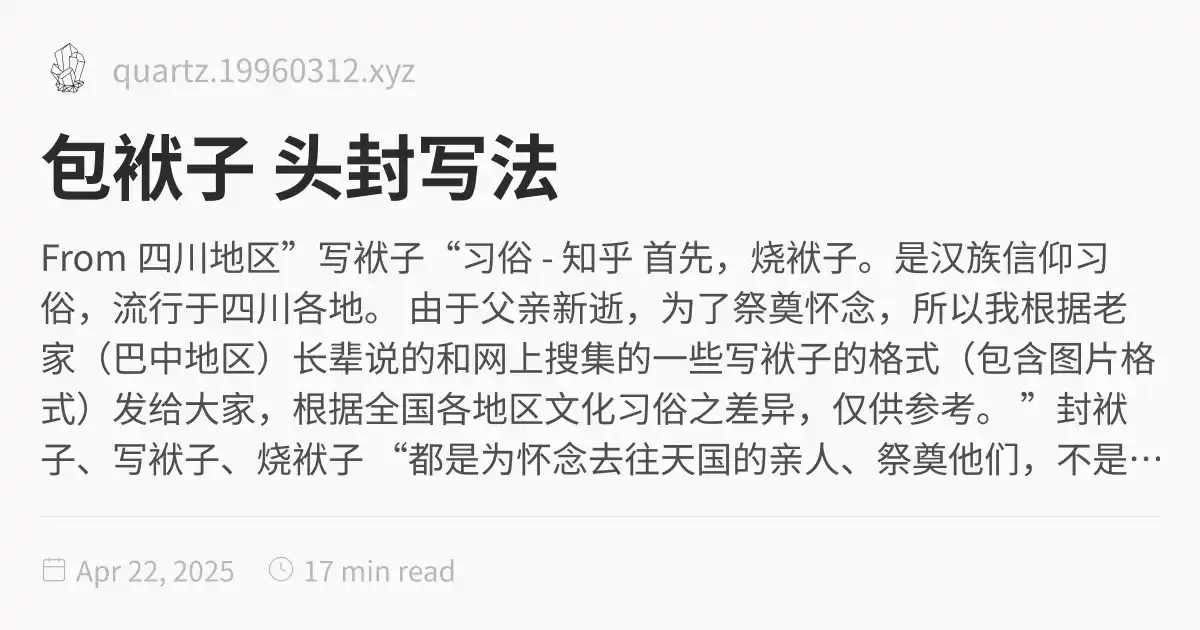 quartz.19960312.xyz
包袱子 头封写法
From 四川地区”写袱子“习俗 - 知乎 首先，烧袱子。是汉族信仰习
俗，流行于四川各地。 由于父亲新逝，为了祭奠怀念，所以我根据老
家（巴中地区）长辈说的和网上搜集的一些写袱子的格式（包含图片格
式）发给大家，根据全国各地区文化习俗之差异，仅供参考。 ”封袱
子、写袱子、烧袱子 “都是为怀念去往天国的亲人、祭奠他们，不是…
Apr 22, 2025 17 min read